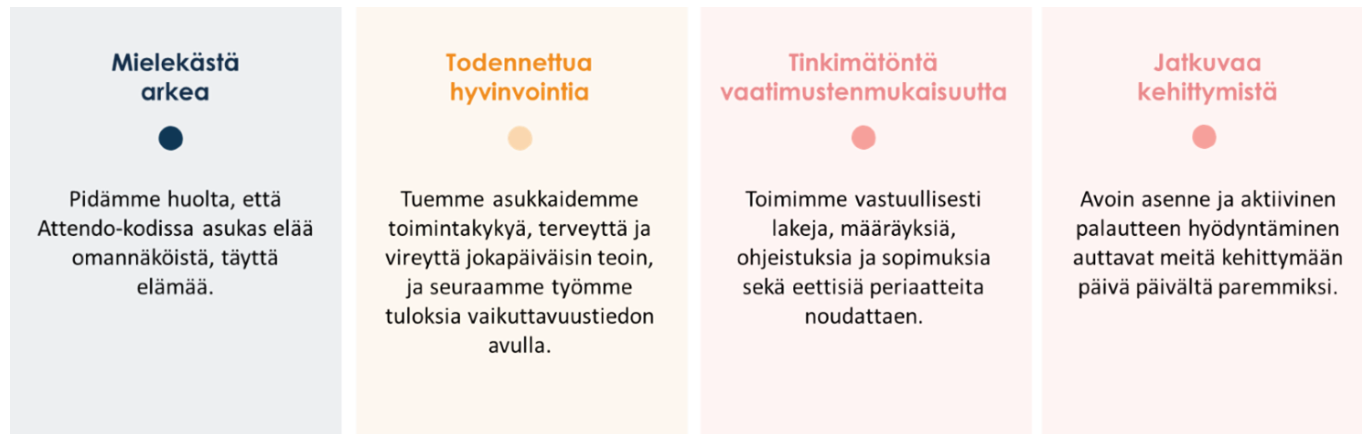 Mielekästä
arkea
Pidämme huolta, että
Attendo-kodissa asukas elää
omannäköistä, täyttä
elämää.
Todennettua
hyvinvointia
Tuemme asukkaidemme
toimintakykyä, terveyttä ja
vireyttä jokapäiväisin teoin,
ja seuraamme työmme
tuloksia vaikuttavuustiedon
avulla.
Tinkimätöntä
vaatimustenmukaisuutta
Toimimme vastuullisesti
lakeja, määräyksiä,
ohjeistuksia ja sopimuksia
sekä eettisiä periaatteita
noudattaen.
Jatkuvaa
kehittymistä
Avoin asenne ja aktiivinen
palautteen hyödyntäminen
auttavat meitä kehittymään
päivä päivältä paremmiksi.